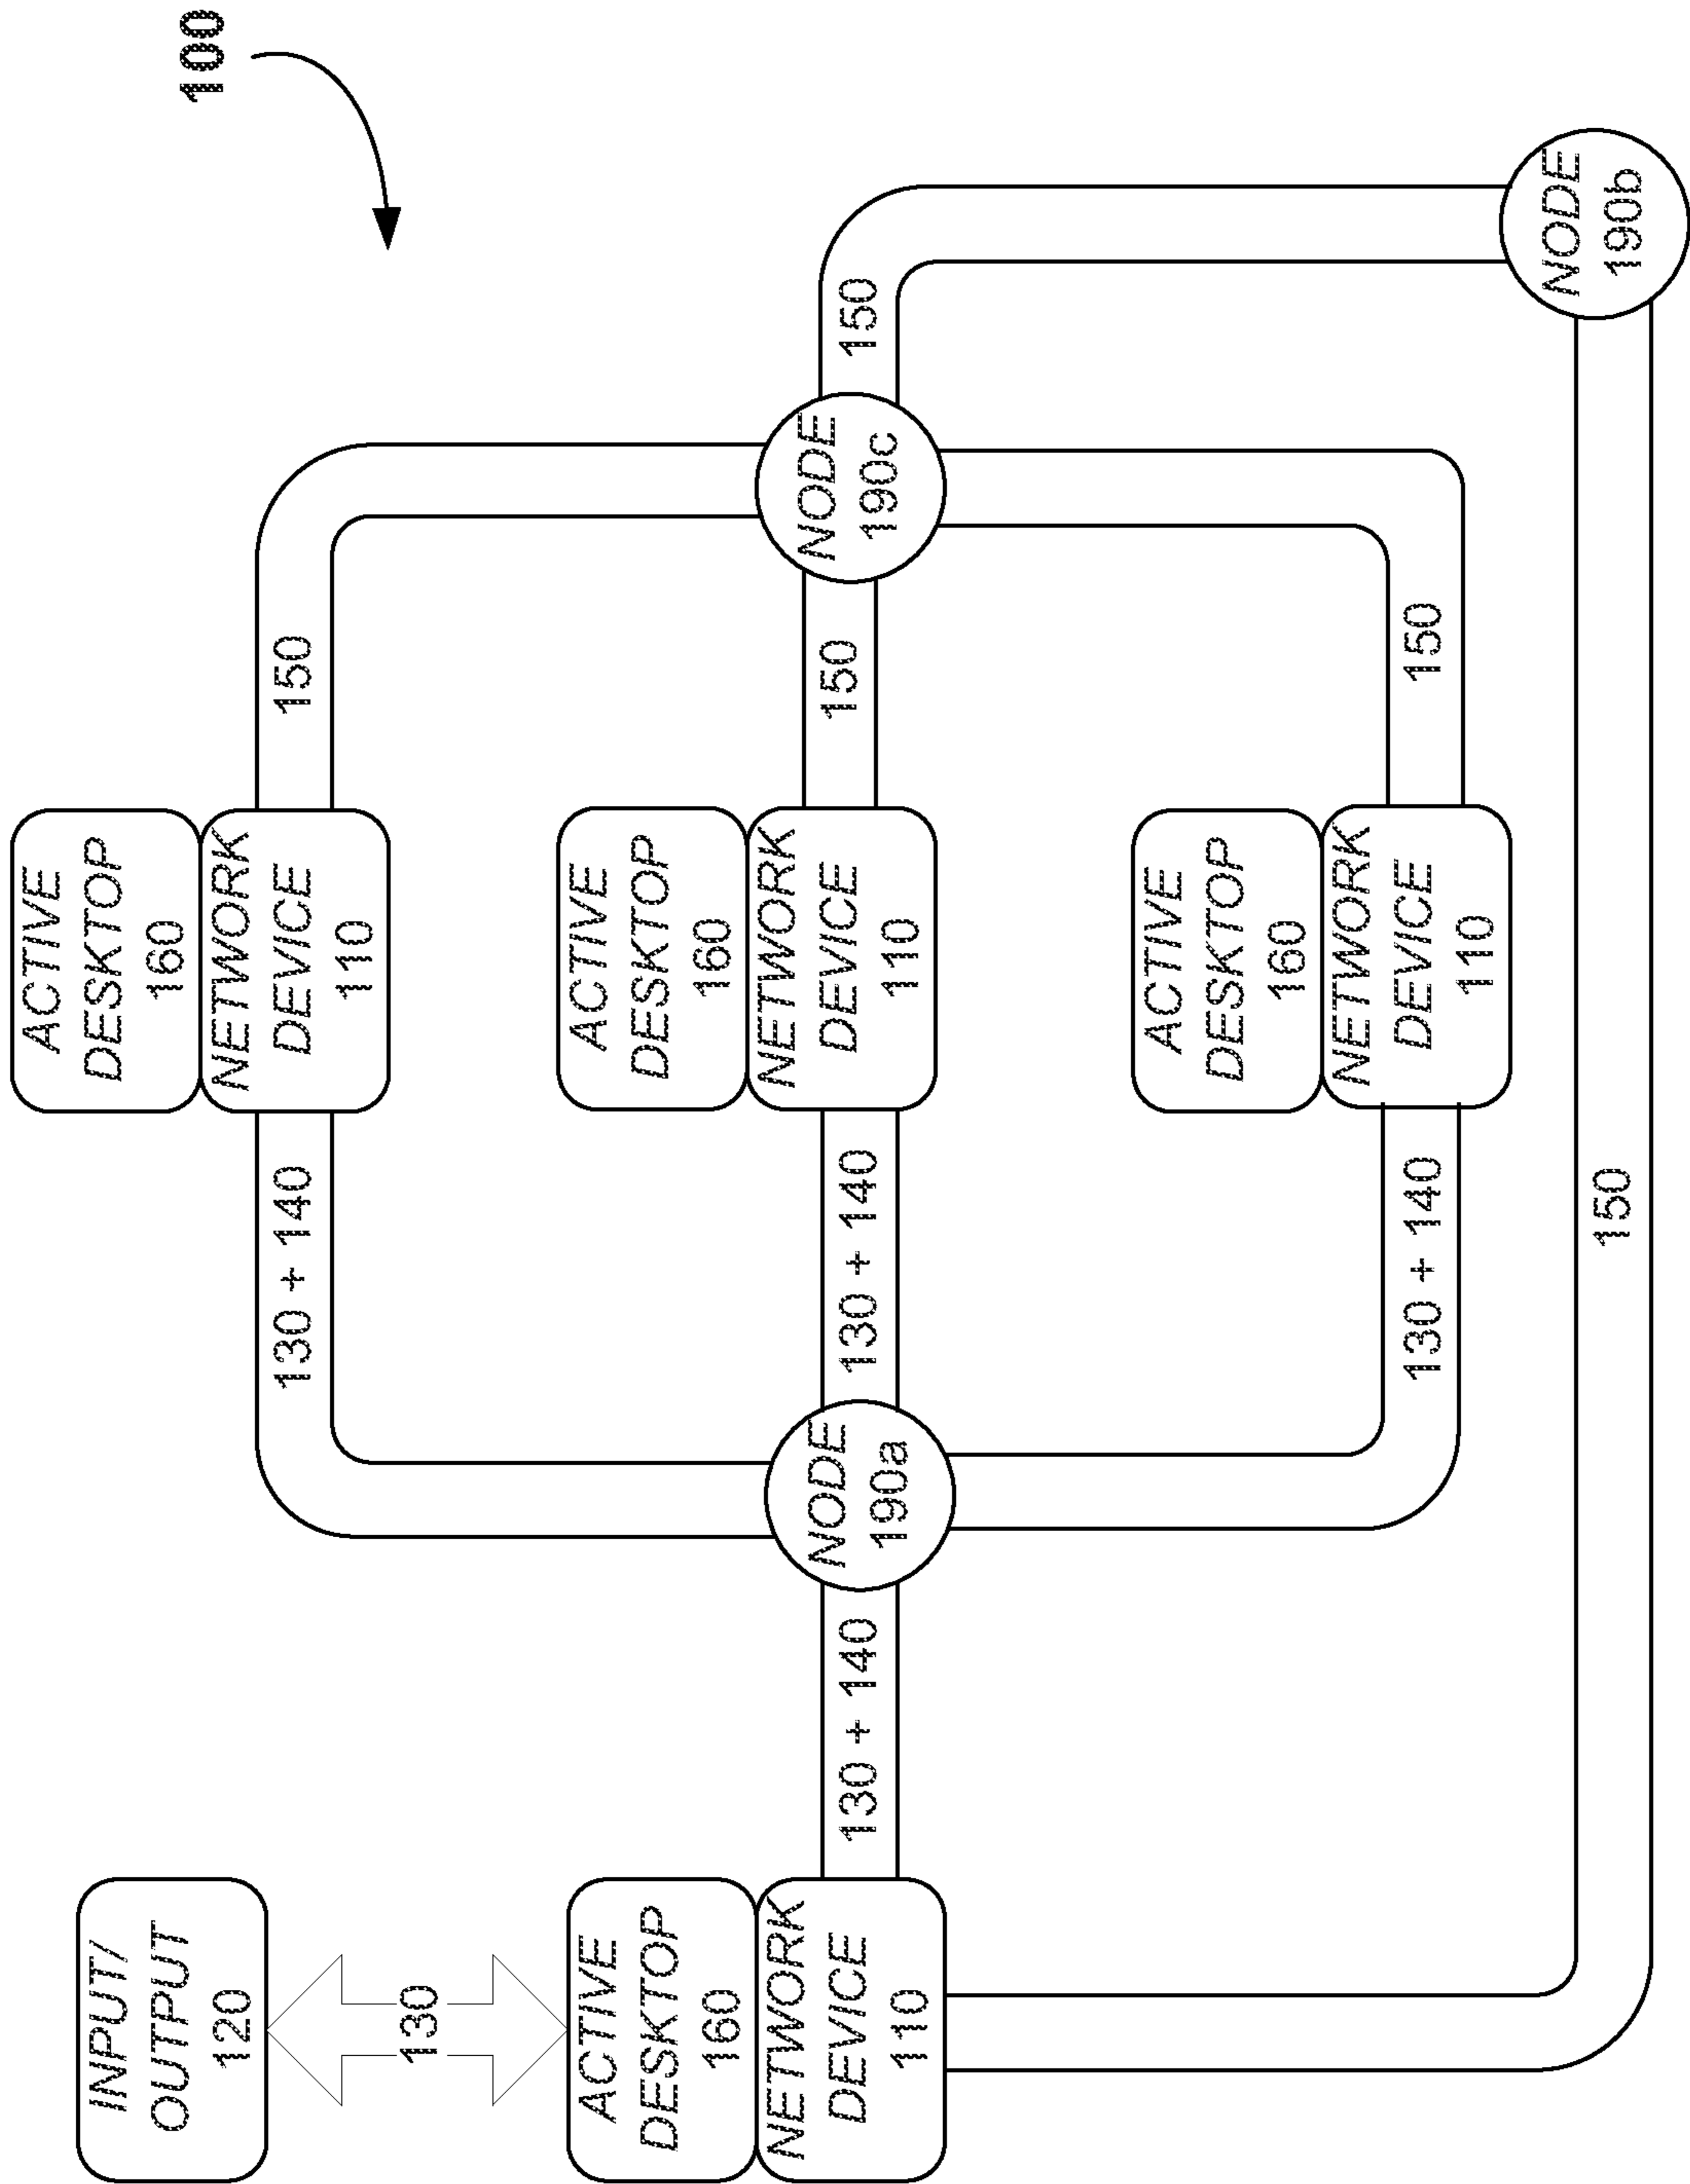 100
INPUT/
OUTPUT
120
130
ACTIVE
DESKTOP
160
NETWORK
DEVICE
110
130 + 140
NODE
190a
130 + 140
ACTIVE
DESKTOP
160
NETWORK
DEVICE
110
150
130 + 140
ACTIVE
DESKTOP
160
NETWORK
DEVICE
110
150
NODE
190c
150
130 + 140
ACTIVE
DESKTOP
160
NETWORK
DEVICE
110
150
150
NODE
190b